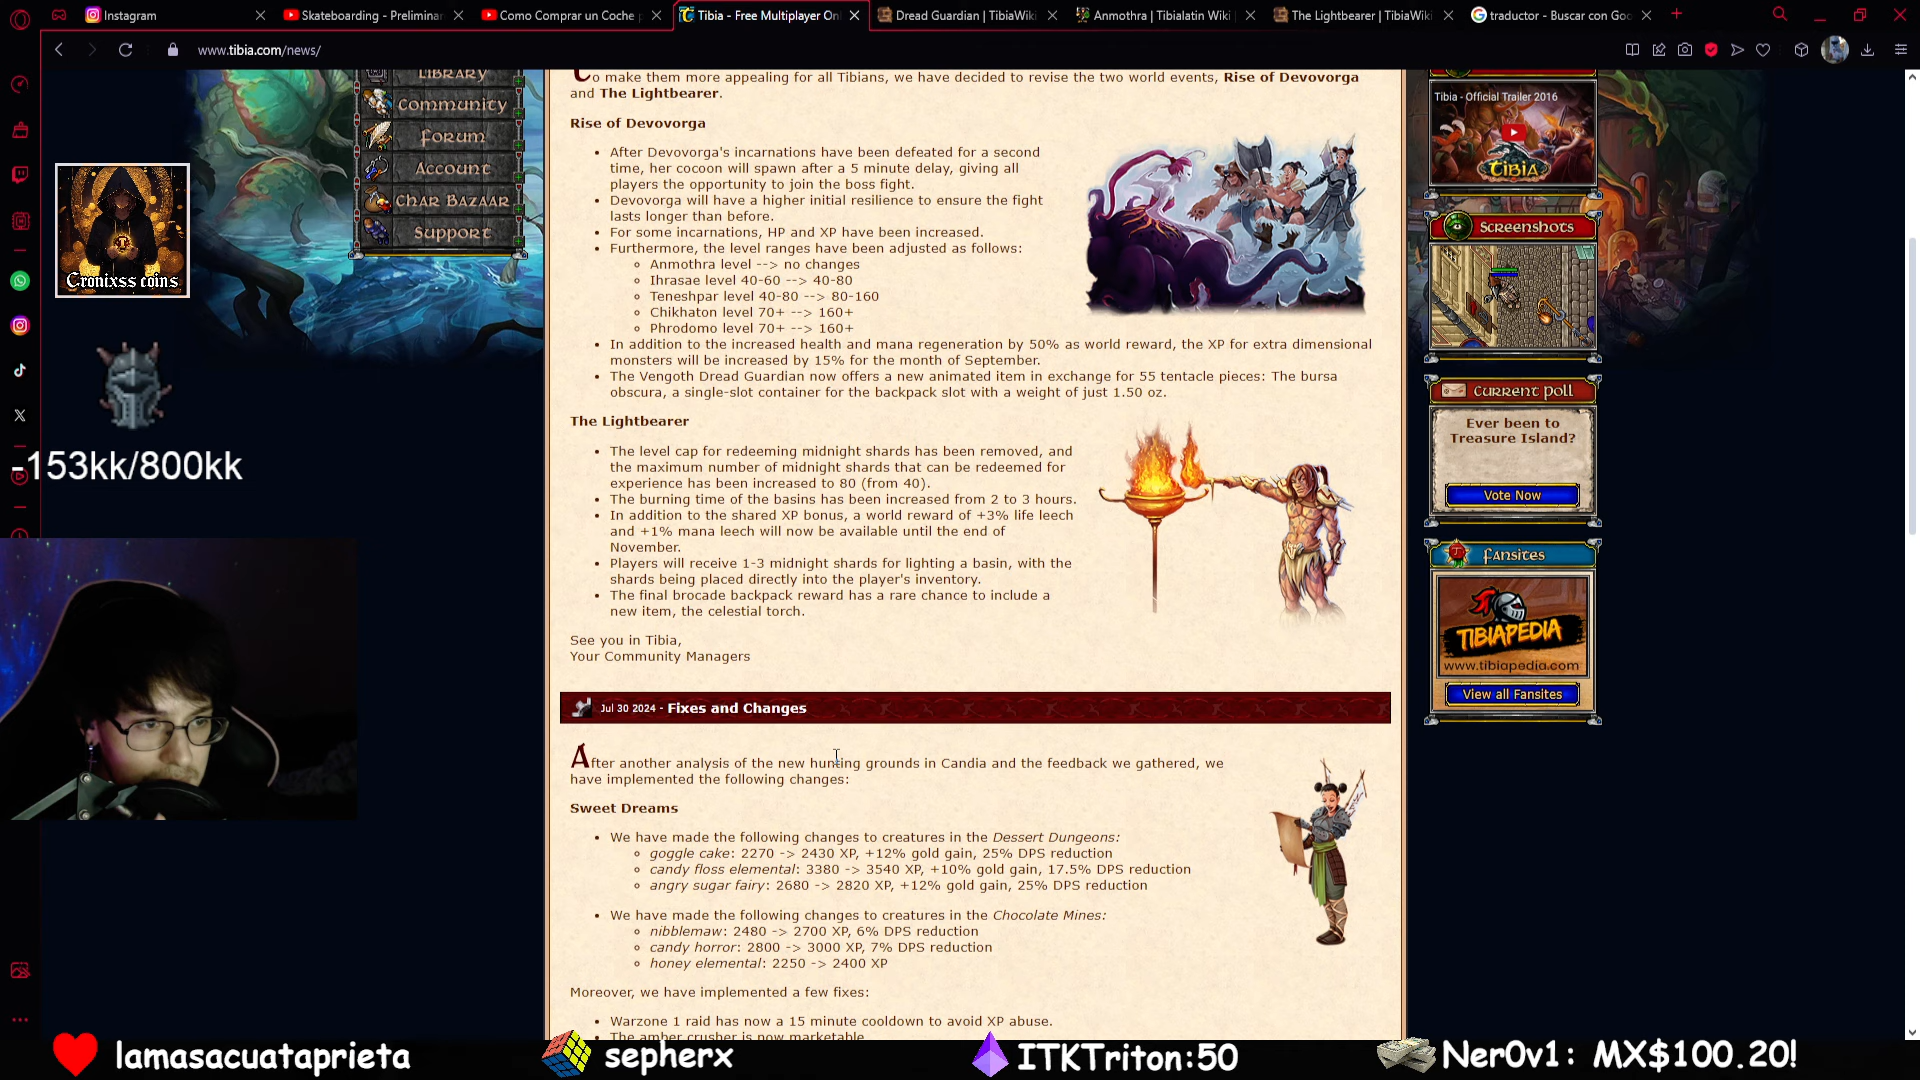 Instagram
Skateboarding - Preliminar
Como Comprar un Coche
Tibia - Free Multiplayer Onl
Dread Guardian | TibiaWiki
Anmothra | Tibialatin Wiki
The Lightbearer | TibiaWiki
traductor - Buscar con Goo
www.tibia.com/news/
Library
Community
Forum
Account
Char Bazaar
Support
Cronixss coins
-153kk/800kk
To make them more appealing for all Tibians, we have decided to revise the two world events, Rise of Devovorga
and The Lightbearer.
Rise of Devovorga
• After Devovorga's incarnations have been defeated for a second
time, her cocoon will spawn after a 5 minute delay, giving all
players the opportunity to join the boss fight.
• Devovorga will have a higher initial resilience to ensure the fight
lasts longer than before.
• For some incarnations, HP and XP have been increased.
• Furthermore, the level ranges have been adjusted as follows:
◦ Anmothra level --> no changes
◦ Ihrasae level 40-60 --> 40-80
◦ Teneshpar level 40-80 --> 80-160
◦ Chikhaton level 70+ --> 160+
◦ Phrodomo level 70+ --> 160+
• In addition to the increased health and mana regeneration by 50% as world reward, the XP for extra dimensional
monsters will be increased by 15% for the month of September.
• The Vengoth Dread Guardian now offers a new animated item in exchange for 55 tentacle pieces: The bursa
obscura, a single-slot container for the backpack slot with a weight of just 1.50 oz.
The Lightbearer
• The level cap for redeeming midnight shards has been removed, and
the maximum number of midnight shards that can be redeemed for
experience has been increased to 80 (from 40).
• The burning time of the basins has been increased from 2 to 3 hours.
• In addition to the shared XP bonus, a world reward of +3% life leech
and +1% mana leech will now be available until the end of
November.
• Players will receive 1-3 midnight shards for lighting a basin, with the
shards being placed directly into the player's inventory.
• The final brocade backpack reward has a rare chance to include a
new item, the celestial torch.
See you in Tibia,
Your Community Managers
Jul 30 2024 - Fixes and Changes
After another analysis of the new hunting grounds in Candia and the feedback we gathered, we
have implemented the following changes:
Sweet Dreams
• We have made the following changes to creatures in the Dessert Dungeons:
◦ goggle cake: 2270 -> 2430 XP, +12% gold gain, 25% DPS reduction
◦ candy floss elemental: 3380 -> 3540 XP, +10% gold gain, 17.5% DPS reduction
◦ angry sugar fairy: 2680 -> 2820 XP, +12% gold gain, 25% DPS reduction
• We have made the following changes to creatures in the Chocolate Mines:
◦ nibblemaw: 2480 -> 2700 XP, 6% DPS reduction
◦ candy horror: 2800 -> 3000 XP, 7% DPS reduction
◦ honey elemental: 2250 -> 2400 XP
Moreover, we have implemented a few fixes:
• Warzone 1 raid has now a 15 minute cooldown to avoid XP abuse.
• The amber crusher is now marketable.
Tibia - Official Trailer 2016
TIBIA
Screenshots
Current Poll
Ever been to
Treasure Island?
Vote Now
Fansites
TIBIAPEDIA
www.tibiapedia.com
View all Fansites
lamasacuataprieta
sepherx
ITKTriton:50
Ner0v1: MX$100.20!